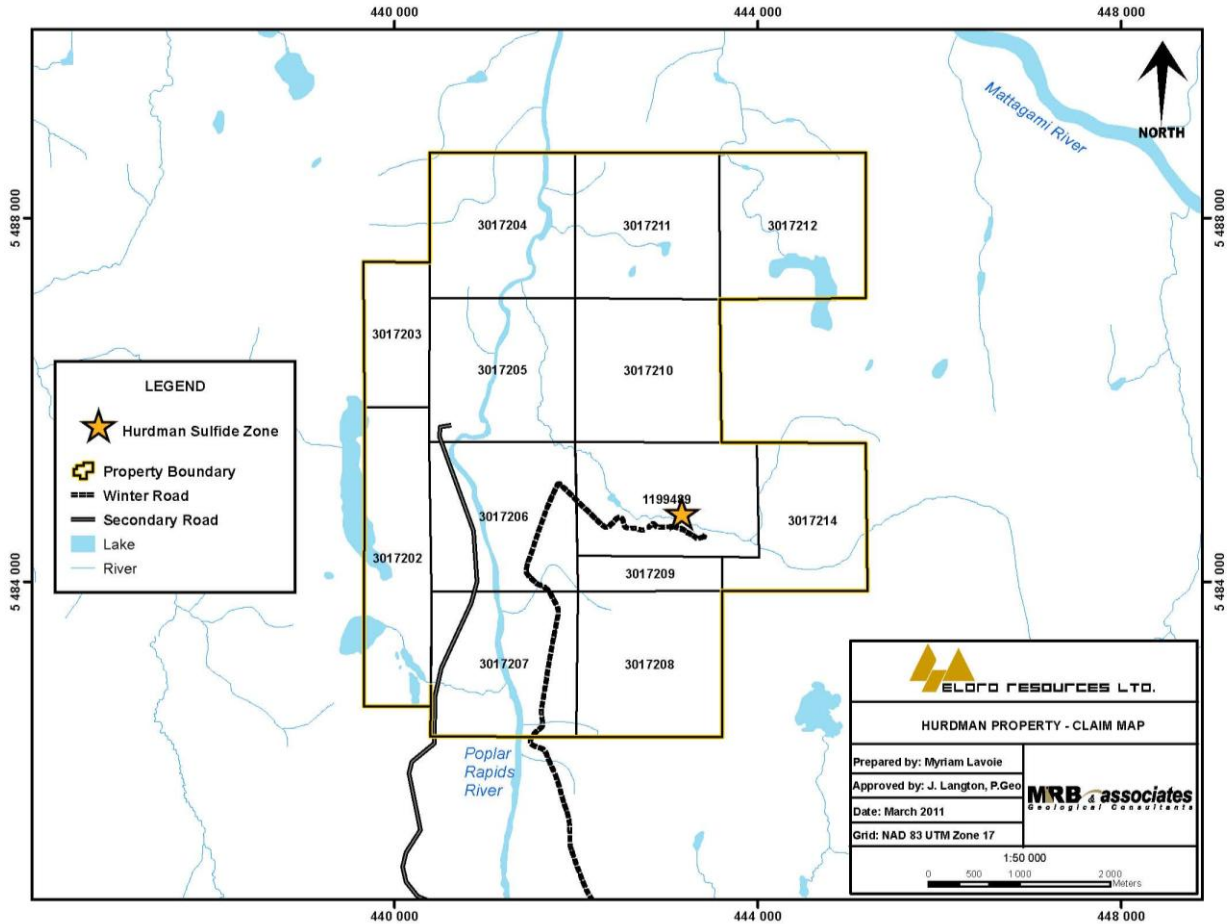 440 000
444 000
448 000
Mattagami River
NORTH
5 488 000
5 488 000
3017204
3017211
3017212
3017203
3017205
3017210
LEGEND
Hurdman Sulfide Zone
Property Boundary
Winter Road
Secondary Road
Lake
River
1199489
3017206
3017214
3017202
3017209
5 484 000
5 484 000
3017207
3017208
Poplar
Rapids
River
ELORO RESOURCES LTD.
HURDMAN PROPERTY - CLAIM MAP
Prepared by: Myriam Lavoie
Approved by: J. Langton, P.Geo
Date: March 2011
Grid: NAD 83 UTM Zone 17
MRB & associates
Geological Consultants
1:50 000
0 500 1 000 2 000
Meters
440 000
444 000
448 000